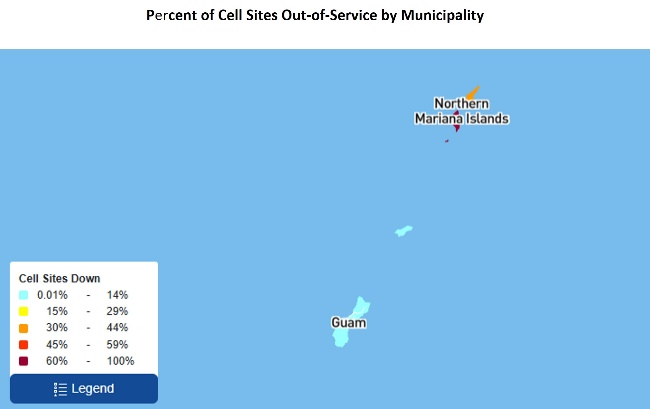 Percent of Cell Sites Out-of-Service by Municipality
Northern
Mariana Islands
Guam
Cell Sites Down
0.01% - 14%
15% - 29%
30% - 44%
45% - 59%
60% - 100%
Legend